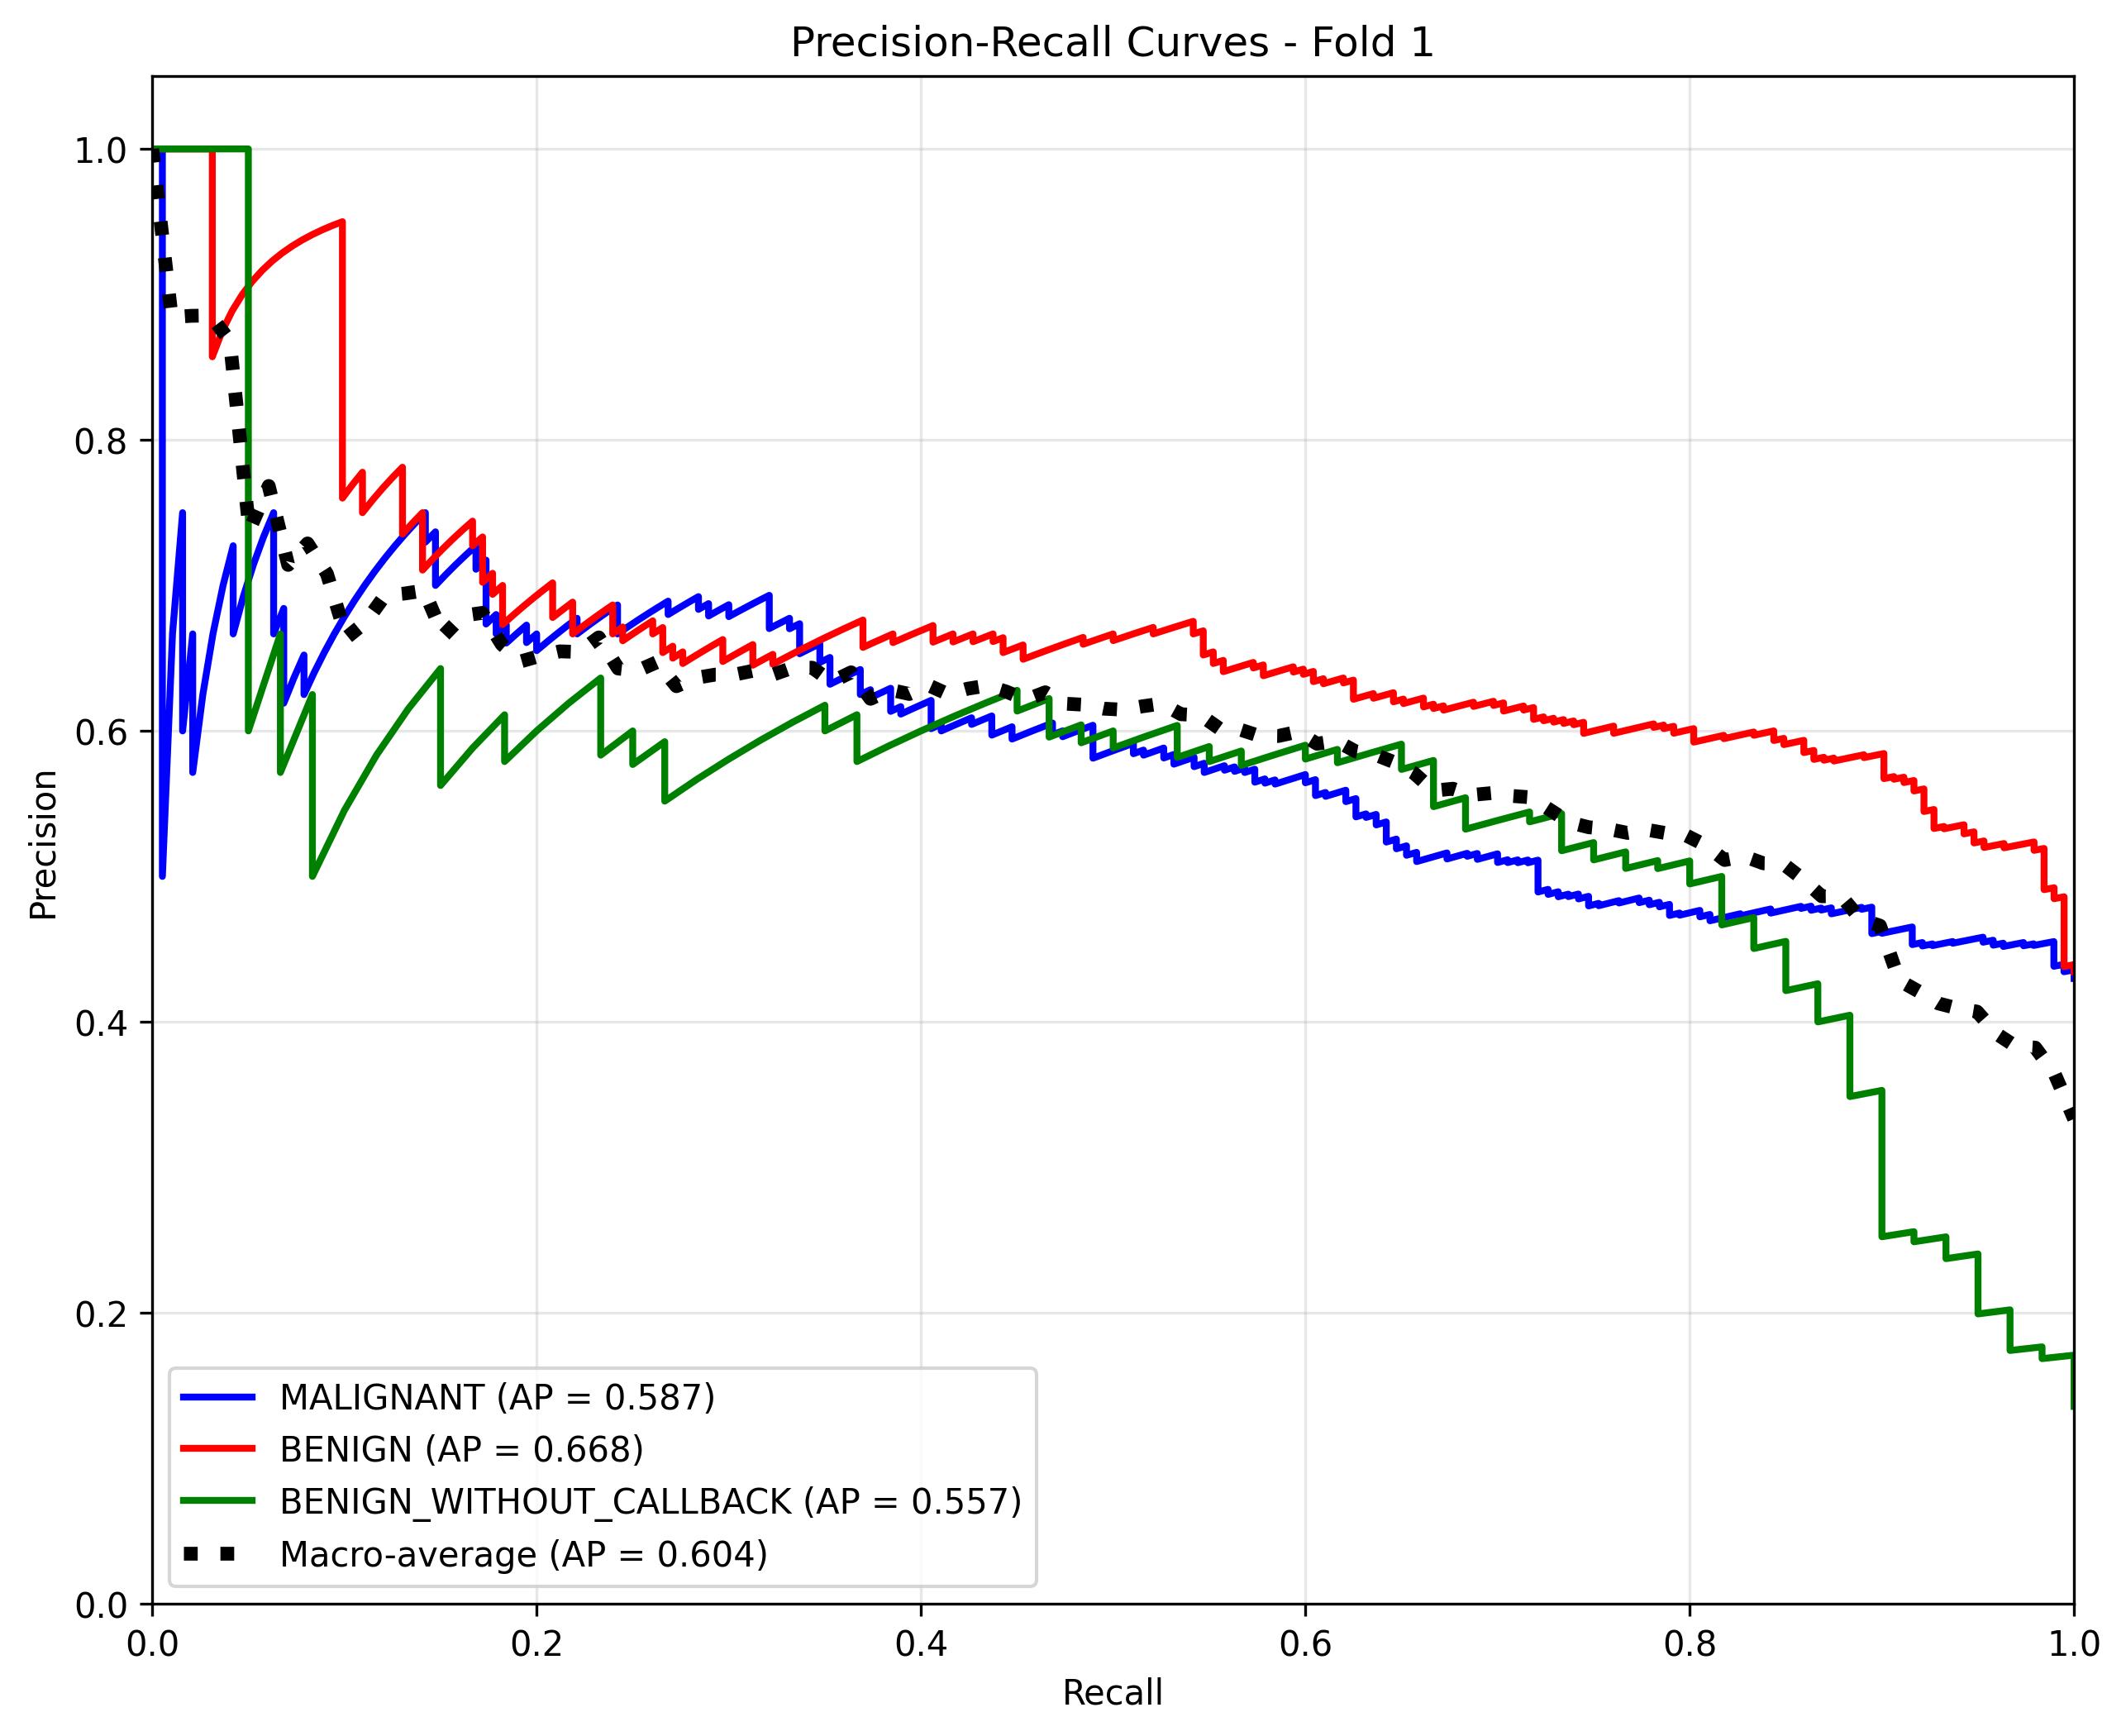 Precision-Recall Curves - Fold 1
Precision
1.0
0.8
0.6
0.4
0.2
0.0
MALIGNANT (AP = 0.587)
BENIGN (AP = 0.668)
BENIGN_WITHOUT_CALLBACK (AP = 0.557)
Macro-average (AP = 0.604)
0.0 0.2 0.4 0.6 0.8 1.0
Recall